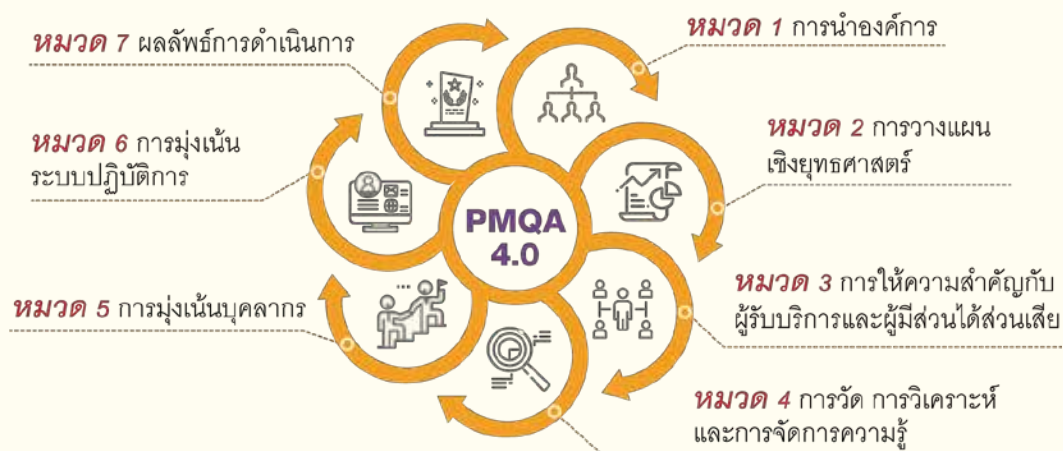 หมวด 7 ผลลัพธ์การดำเนินการ
หมวด 1 การนำองค์การ
หมวด 6 การมุ่งเน้น
ระบบปฏิบัติการ
หมวด 2 การวางแผน
เชิงยุทธศาสตร์
PMQA
4.0
หมวด 5 การมุ่งเน้นบุคลากร
หมวด 3 การให้ความสำคัญกับ
ผู้รับบริการและผู้มีส่วนได้ส่วนเสีย
หมวด 4 การวัด การวิเคราะห์
และการจัดการความรู้